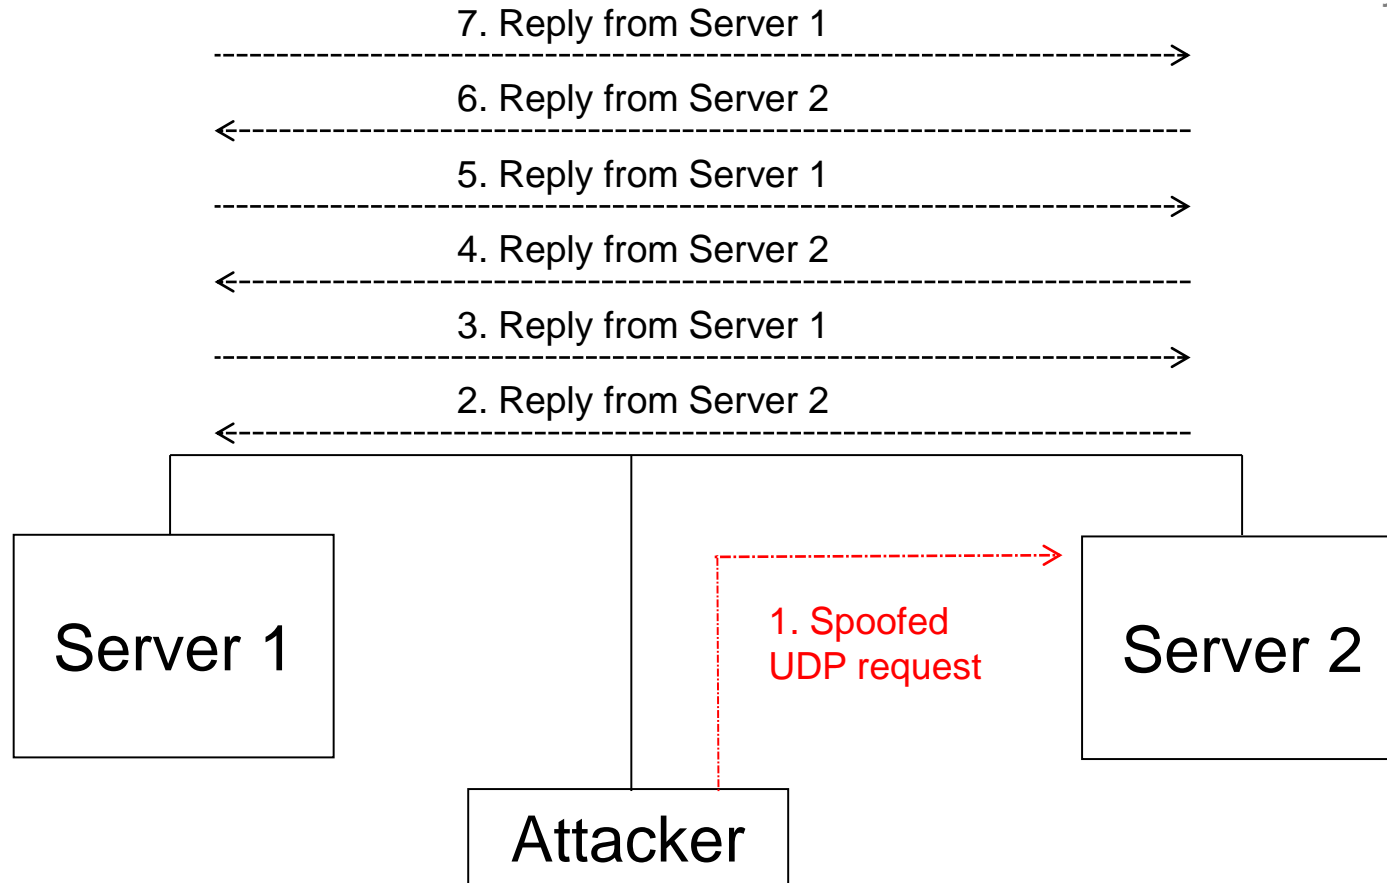 7. Reply from Server 1
6. Reply from Server 2
5. Reply from Server 1
4. Reply from Server 2
3. Reply from Server 1
2. Reply from Server 2
Server 1
1. Spoofed
UDP request
Server 2
Attacker